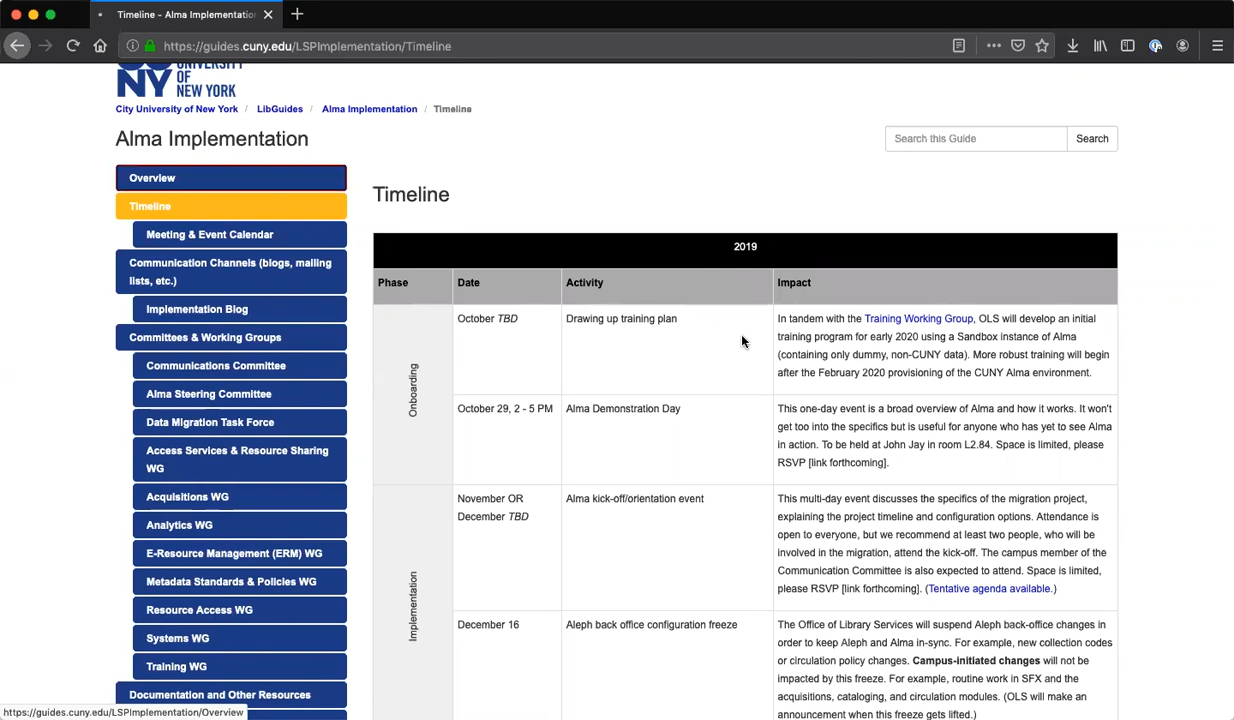 Timeline - Alma Implementatio
https://guides.cuny.edu/LSPImplementation/Timeline
UNIVERSITY
CUNY OF
NEW YORK
City University of New York / LibGuides / Alma Implementation / Timeline
Alma Implementation
Search this Guide Search
Overview
Timeline
Meeting & Event Calendar
Communication Channels (blogs, mailing
lists, etc.)
Implementation Blog
Committees & Working Groups
Communications Committee
Alma Steering Committee
Data Migration Task Force
Access Services & Resource Sharing
WG
Acquisitions WG
Analytics WG
E-Resource Management (ERM) WG
Metadata Standards & Policies WG
Resource Access WG
Systems WG
Training WG
Documentation and Other Resources
https://guides.cuny.edu/LSPImplementation/Overview
Timeline
2019
Phase Date Activity Impact
Onboarding
October TBD Drawing up training plan In tandem with the Training Working Group, OLS will develop an initial
training program for early 2020 using a Sandbox instance of Alma
(containing only dummy, non-CUNY data). More robust training will begin
after the February 2020 provisioning of the CUNY Alma environment.
October 29, 2 - 5 PM Alma Demonstration Day This one-day event is a broad overview of Alma and how it works. It won't
get too into the specifics but is useful for anyone who has yet to see Alma
in action. To be held at John Jay in room L2.84. Space is limited, please
RSVP [link forthcoming].
Implementation
November OR Alma kick-off/orientation event This multi-day event discusses the specifics of the migration project,
December TBD explaining the project timeline and configuration options. Attendance is
open to everyone, but we recommend at least two people, who will be
involved in the migration, attend the kick-off. The campus member of the
Communication Committee is also expected to attend. Space is limited,
please RSVP [link forthcoming]. (Tentative agenda available.)
December 16 Aleph back office configuration freeze The Office of Library Services will suspend Aleph back-office changes in
order to keep Aleph and Alma in-sync. For example, new collection codes
or circulation policy changes. Campus-initiated changes will not be
impacted by this freeze. For example, routine work in SFX and the
acquisitions, cataloging, and circulation modules. (OLS will make an
announcement when this freeze gets lifted.)